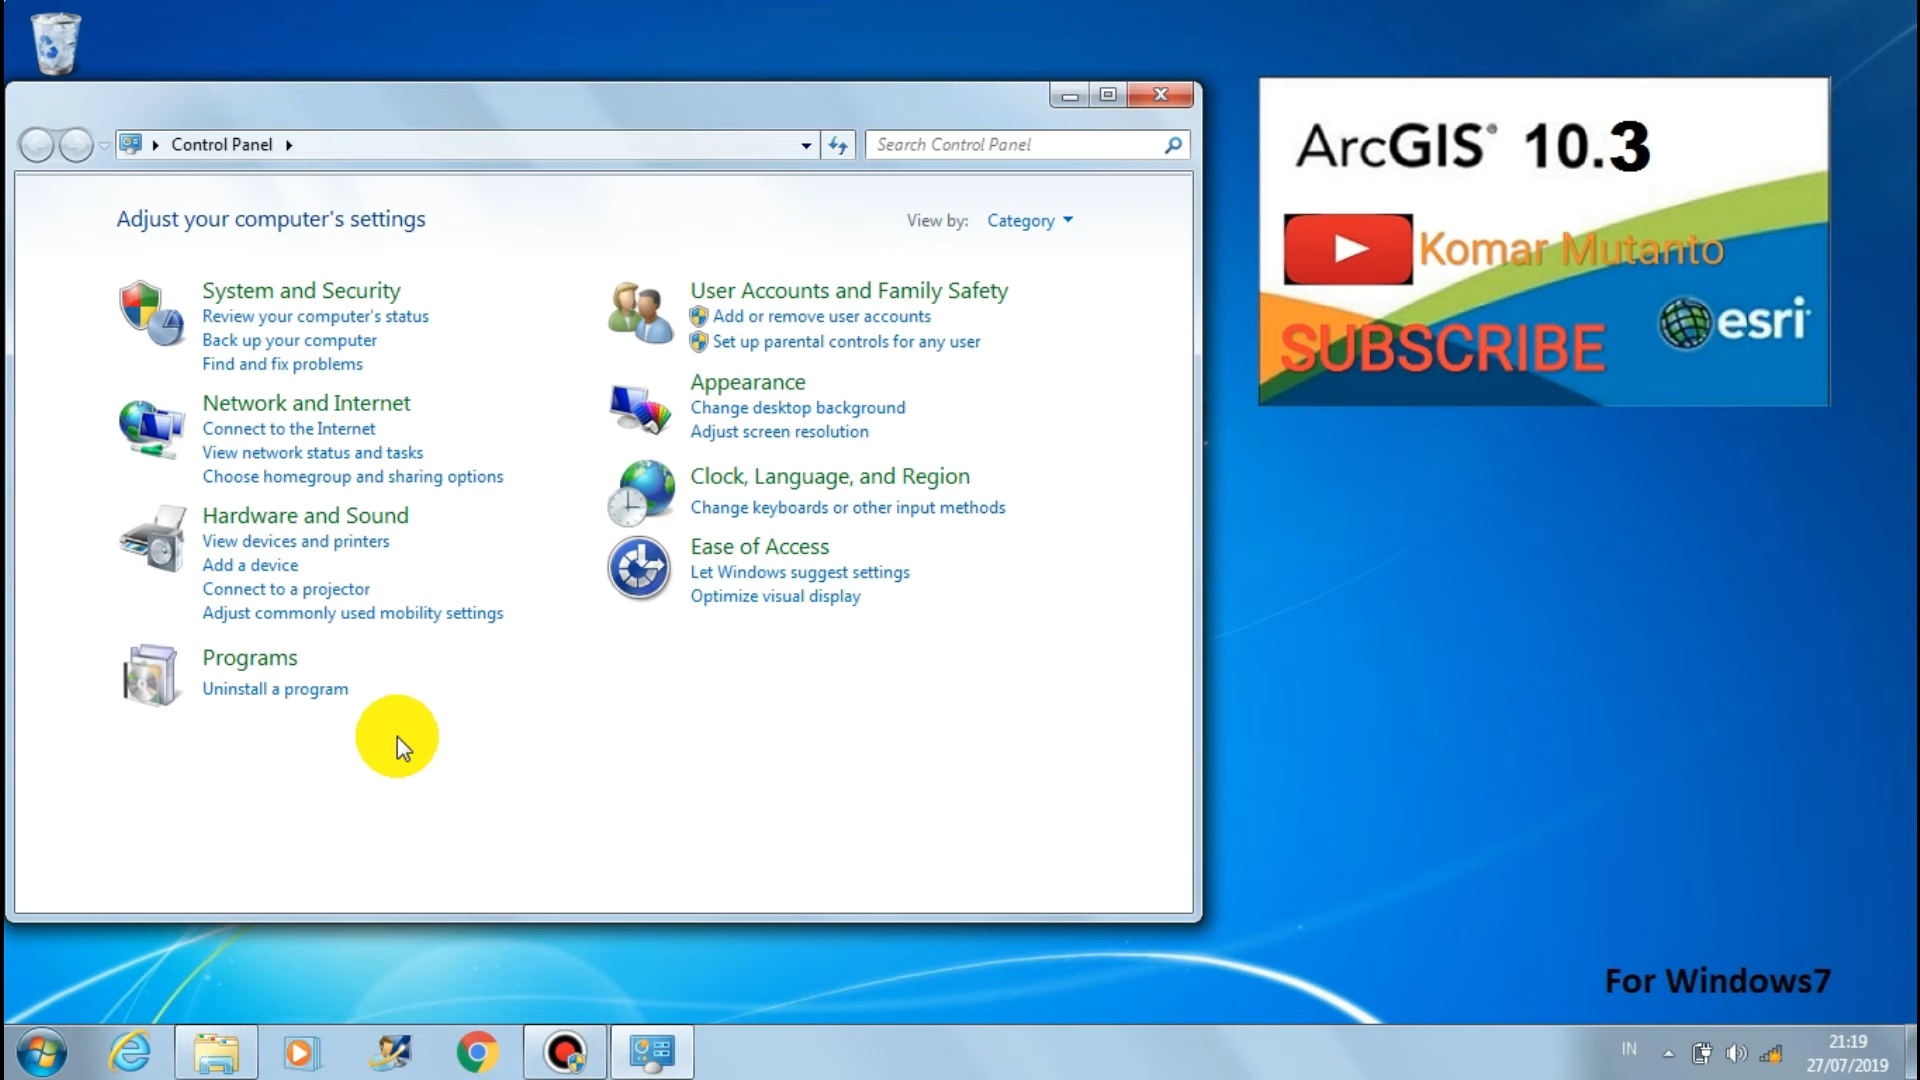 Control Panel
Search Control Panel
Adjust your computer's settings
View by: Category
System and Security
Review your computer's status
Back up your computer
Find and fix problems
Network and Internet
Connect to the Internet
View network status and tasks
Choose homegroup and sharing options
Hardware and Sound
View devices and printers
Add a device
Connect to a projector
Adjust commonly used mobility settings
Programs
Uninstall a program
User Accounts and Family Safety
Add or remove user accounts
Set up parental controls for any user
Appearance
Change desktop background
Adjust screen resolution
Clock, Language, and Region
Change keyboards or other input methods
Ease of Access
Let Windows suggest settings
Optimize visual display
ArcGIS® 10.3
Komar Mutanto
SUBSCRIBE
esri
For Windows7
IN
21:19
27/07/2019